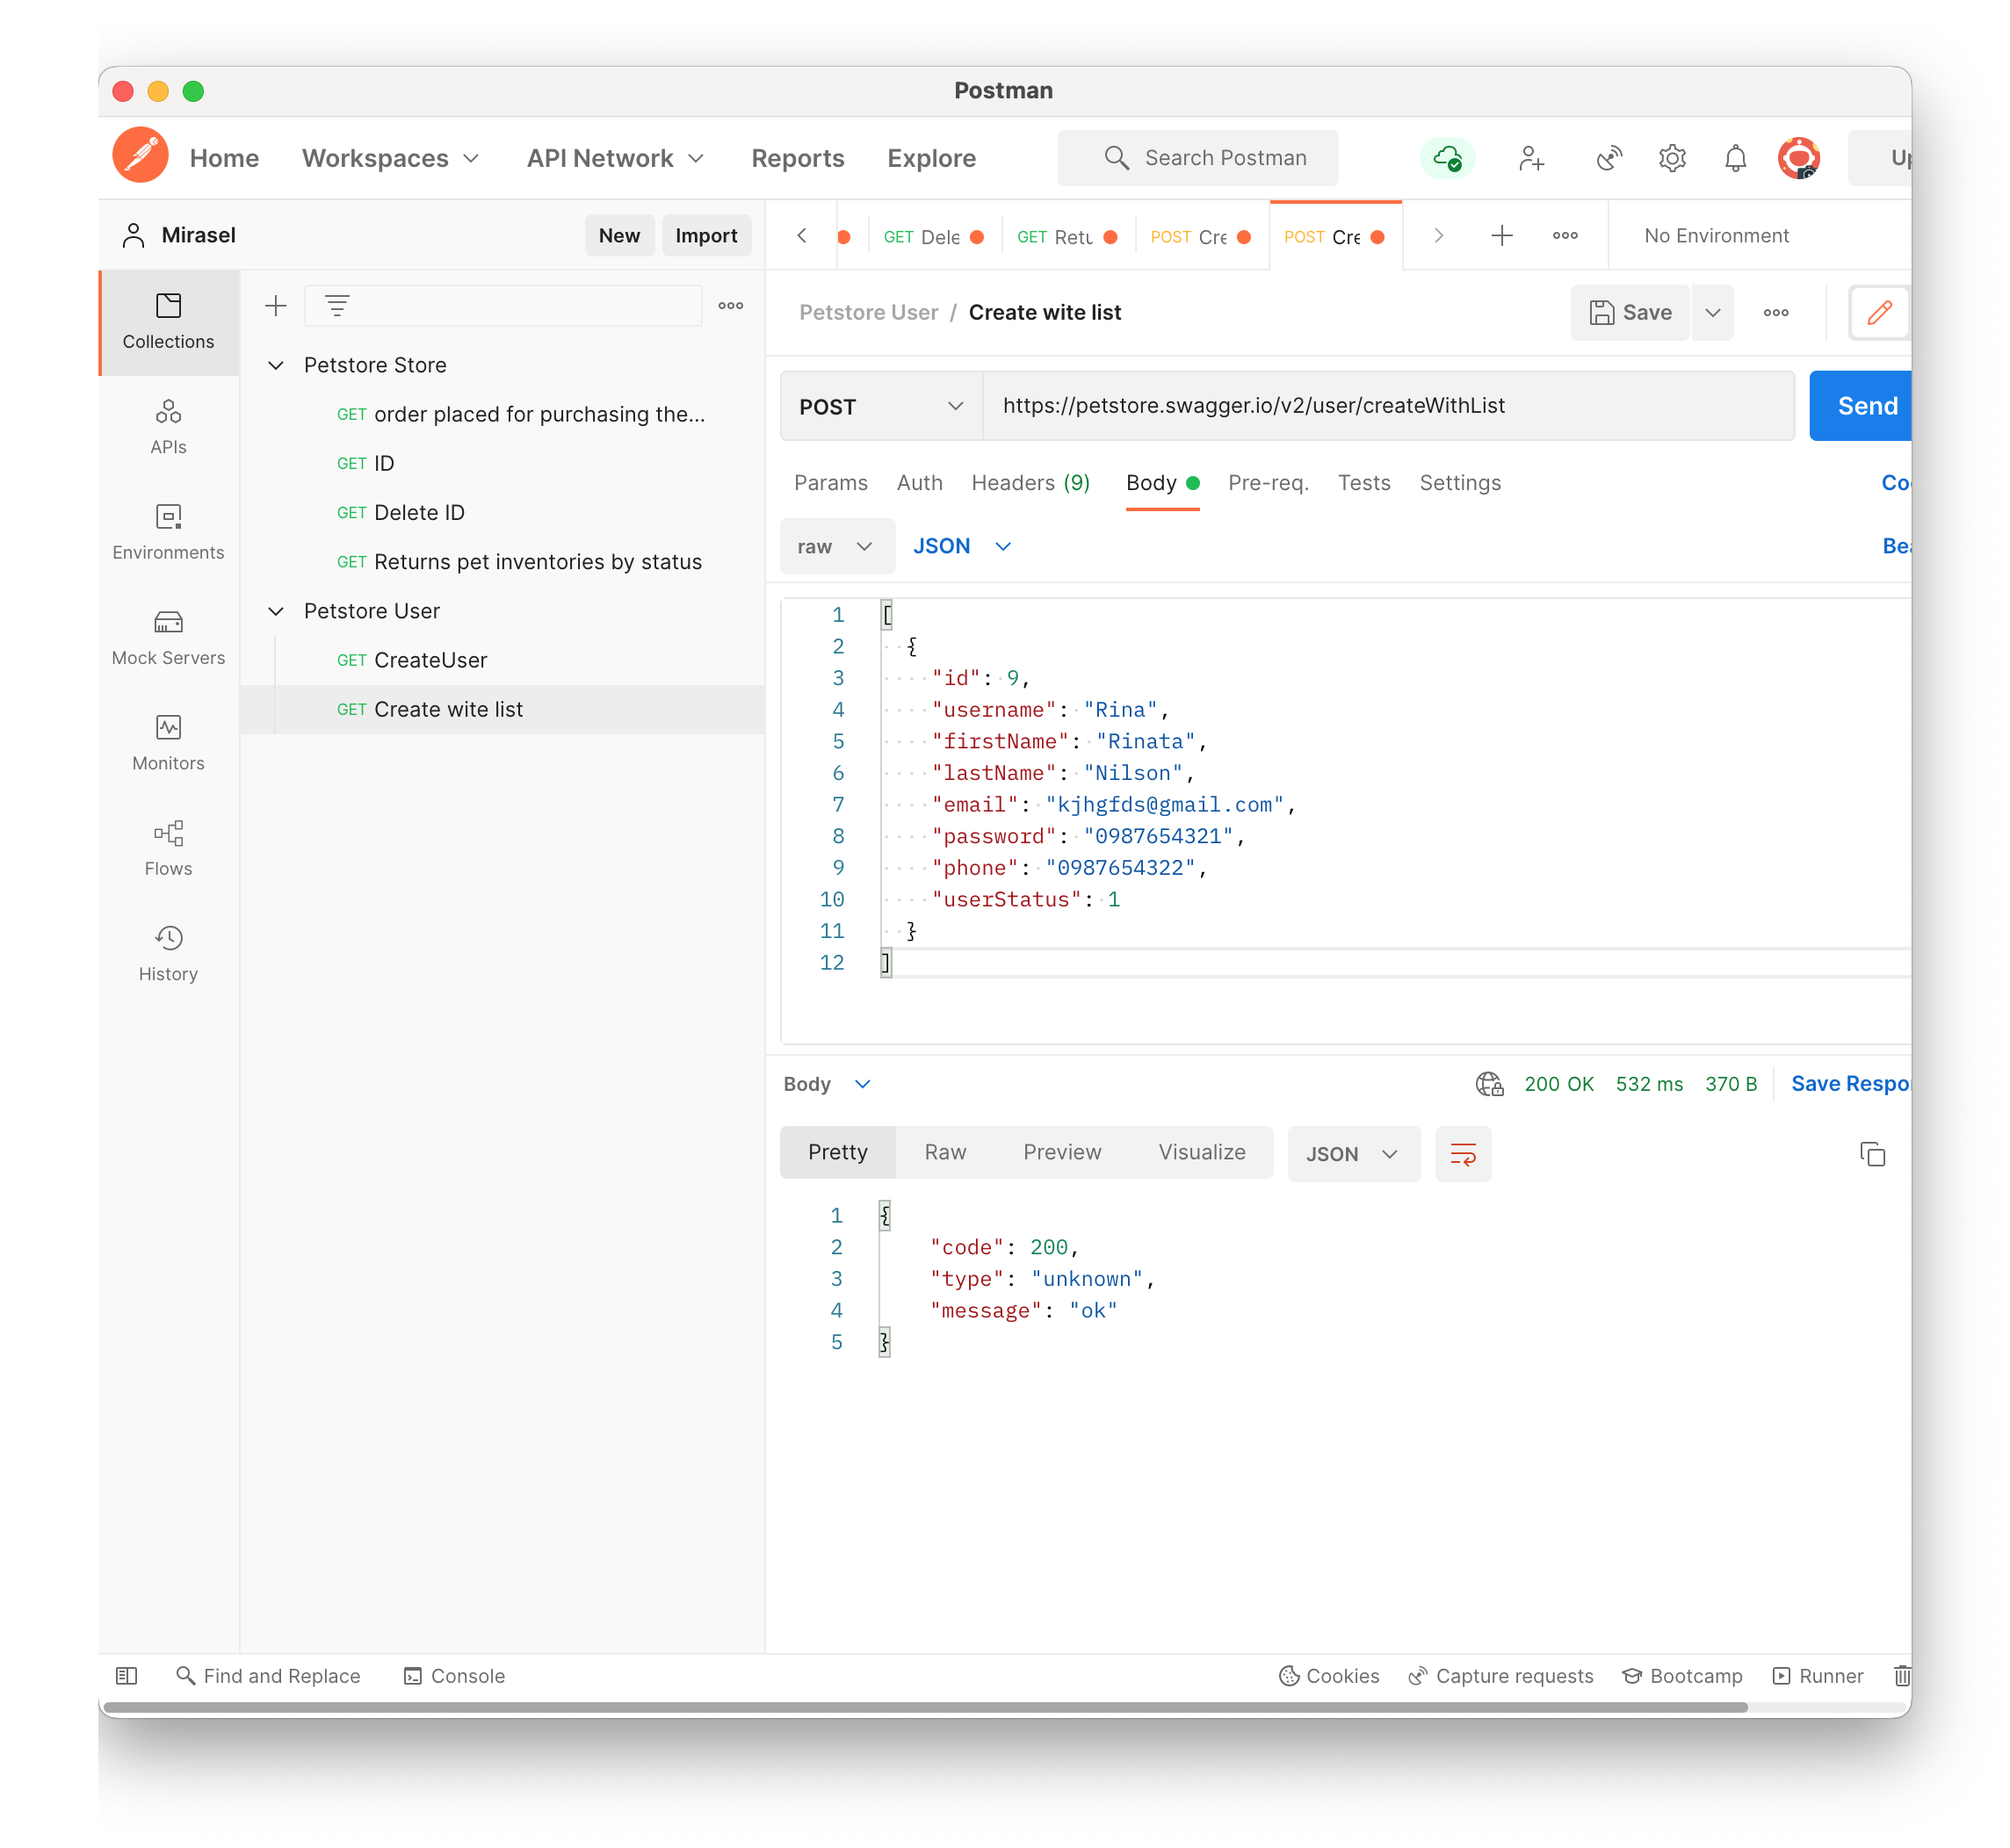 Postman
Home Workspaces API Network Reports Explore Search Postman Up
Mirasel New Import
GET Dele GET Retu POST Cre POST Cre No Environment
Collections
APIs
Environments
Mock Servers
Monitors
Flows
History
Petstore Store
GET order placed for purchasing the...
GET ID
GET Delete ID
GET Returns pet inventories by status
Petstore User
GET CreateUser
GET Create wite list
Petstore User / Create wite list Save
POST https://petstore.swagger.io/v2/user/createWithList Send
Params Auth Headers (9) Body Pre-req. Tests Settings Coo
raw JSON Bea
1 [
2 {
3 "id": 9,
4 "username": "Rina",
5 "firstName": "Rinata",
6 "lastName": "Nilson",
7 "email": "kjhgfds@gmail.com",
8 "password": "0987654321",
9 "phone": "0987654322",
10 "userStatus": 1
11 }
12 ]
Body 200 OK 532 ms 370 B Save Respo
Pretty Raw Preview Visualize JSON
1 {
2 "code": 200,
3 "type": "unknown",
4 "message": "ok"
5 }
Find and Replace Console Cookies Capture requests Bootcamp Runner